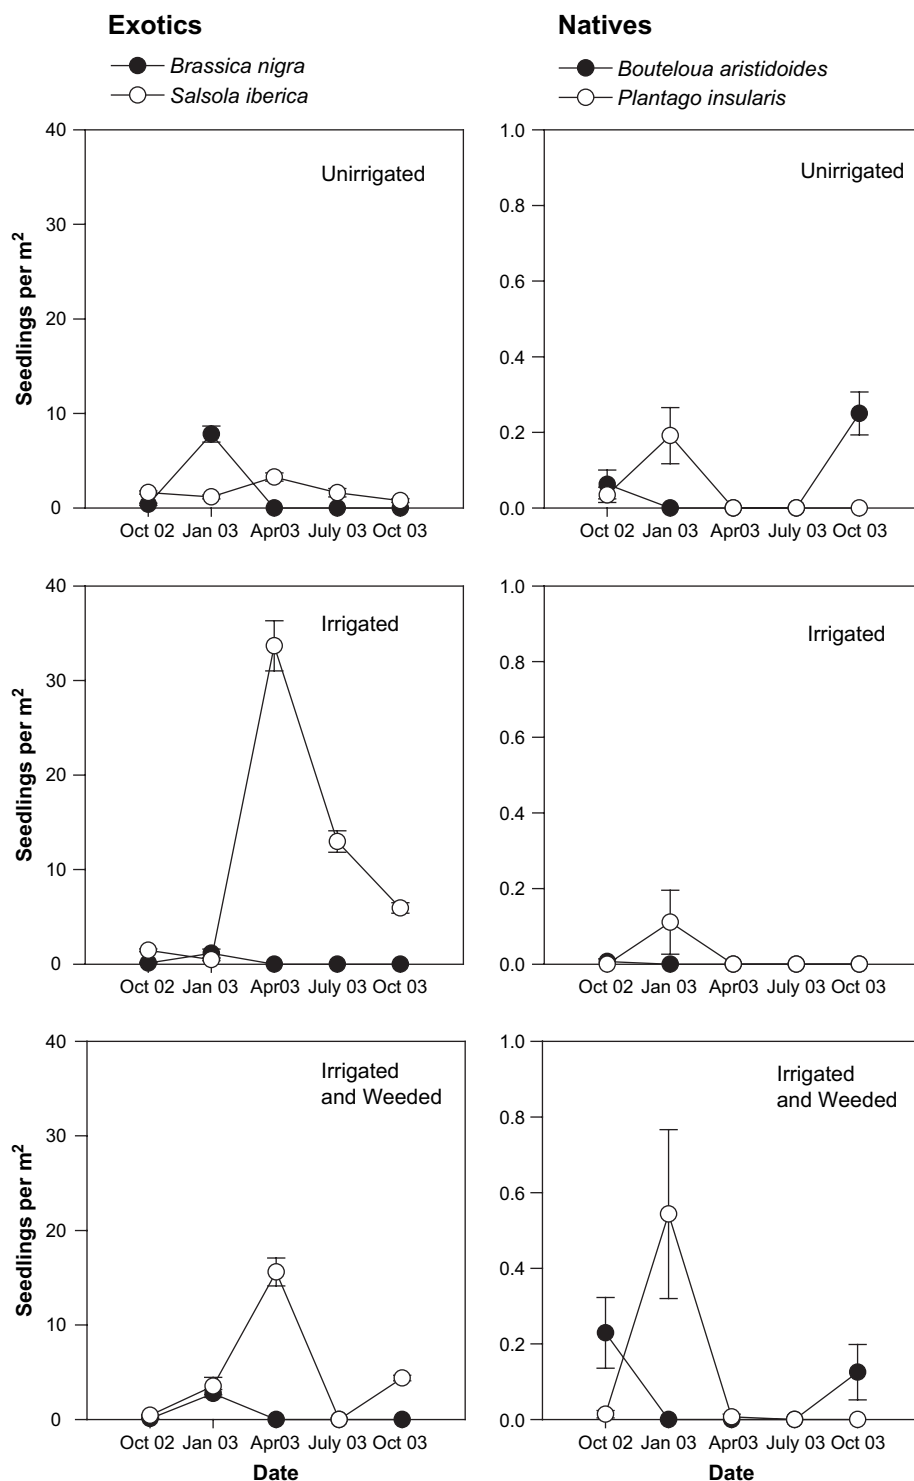 Exotics
Brassica nigra
Salsola iberica
Natives
Bouteloua aristidoides
Plantago insularis
Unirrigated
Seedlings per m²
40
30
20
10
0
Oct 02 Jan 03 Apr03 July 03 Oct 03
Unirrigated
1.0
0.8
0.6
0.4
0.2
0.0
Oct 02 Jan 03 Apr03 July 03 Oct 03
Irrigated
Seedlings per m²
40
30
20
10
0
Oct 02 Jan 03 Apr03 July 03 Oct 03
Irrigated
1.0
0.8
0.6
0.4
0.2
0.0
Oct 02 Jan 03 Apr03 July 03 Oct 03
Irrigated
and Weeded
Seedlings per m²
40
30
20
10
0
Oct 02 Jan 03 Apr03 July 03 Oct 03
Date
Irrigated
and Weeded
1.0
0.8
0.6
0.4
0.2
0.0
Oct 02 Jan 03 Apr03 July 03 Oct 03
Date